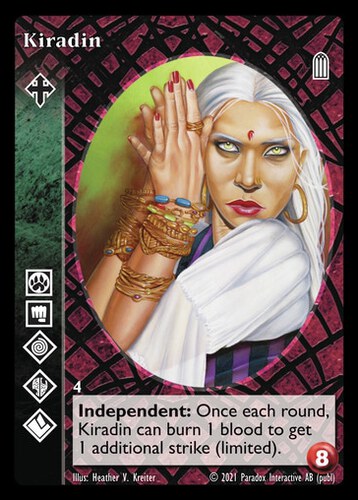 Kiradin
4
Independent: Once each round,
Kiradin can burn 1 blood to get
1 additional strike (limited).
8
Illus: Heather V. Kreiter © 2021 Paradox Interactive AB (publ)